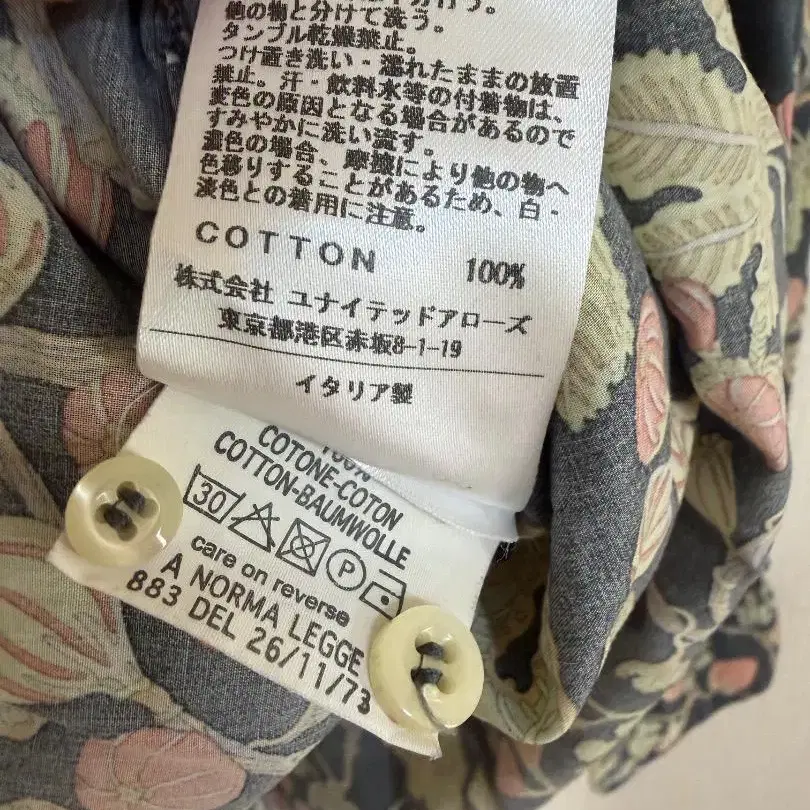 他の物と分けて洗う。
タンブル乾燥禁止。
つけ置き洗い・濡れたままの放置
禁止。汗・飲料水等の付着物は、
変色の原因となる場合があるので
すみやかに洗い流す。
濃色の場合、摩擦により他の物へ
色移りすることがあるため、白・
淡色との着用に注意。
COTTON 100%
株式会社 ユナイテッドアローズ
東京都港区赤坂8-1-19
イタリア製
100%
COTONE-COTON
COTTON-BAUMWOLLE
30 P
care on reverse
A NORMA LEGGE
883 DEL 26/11/73